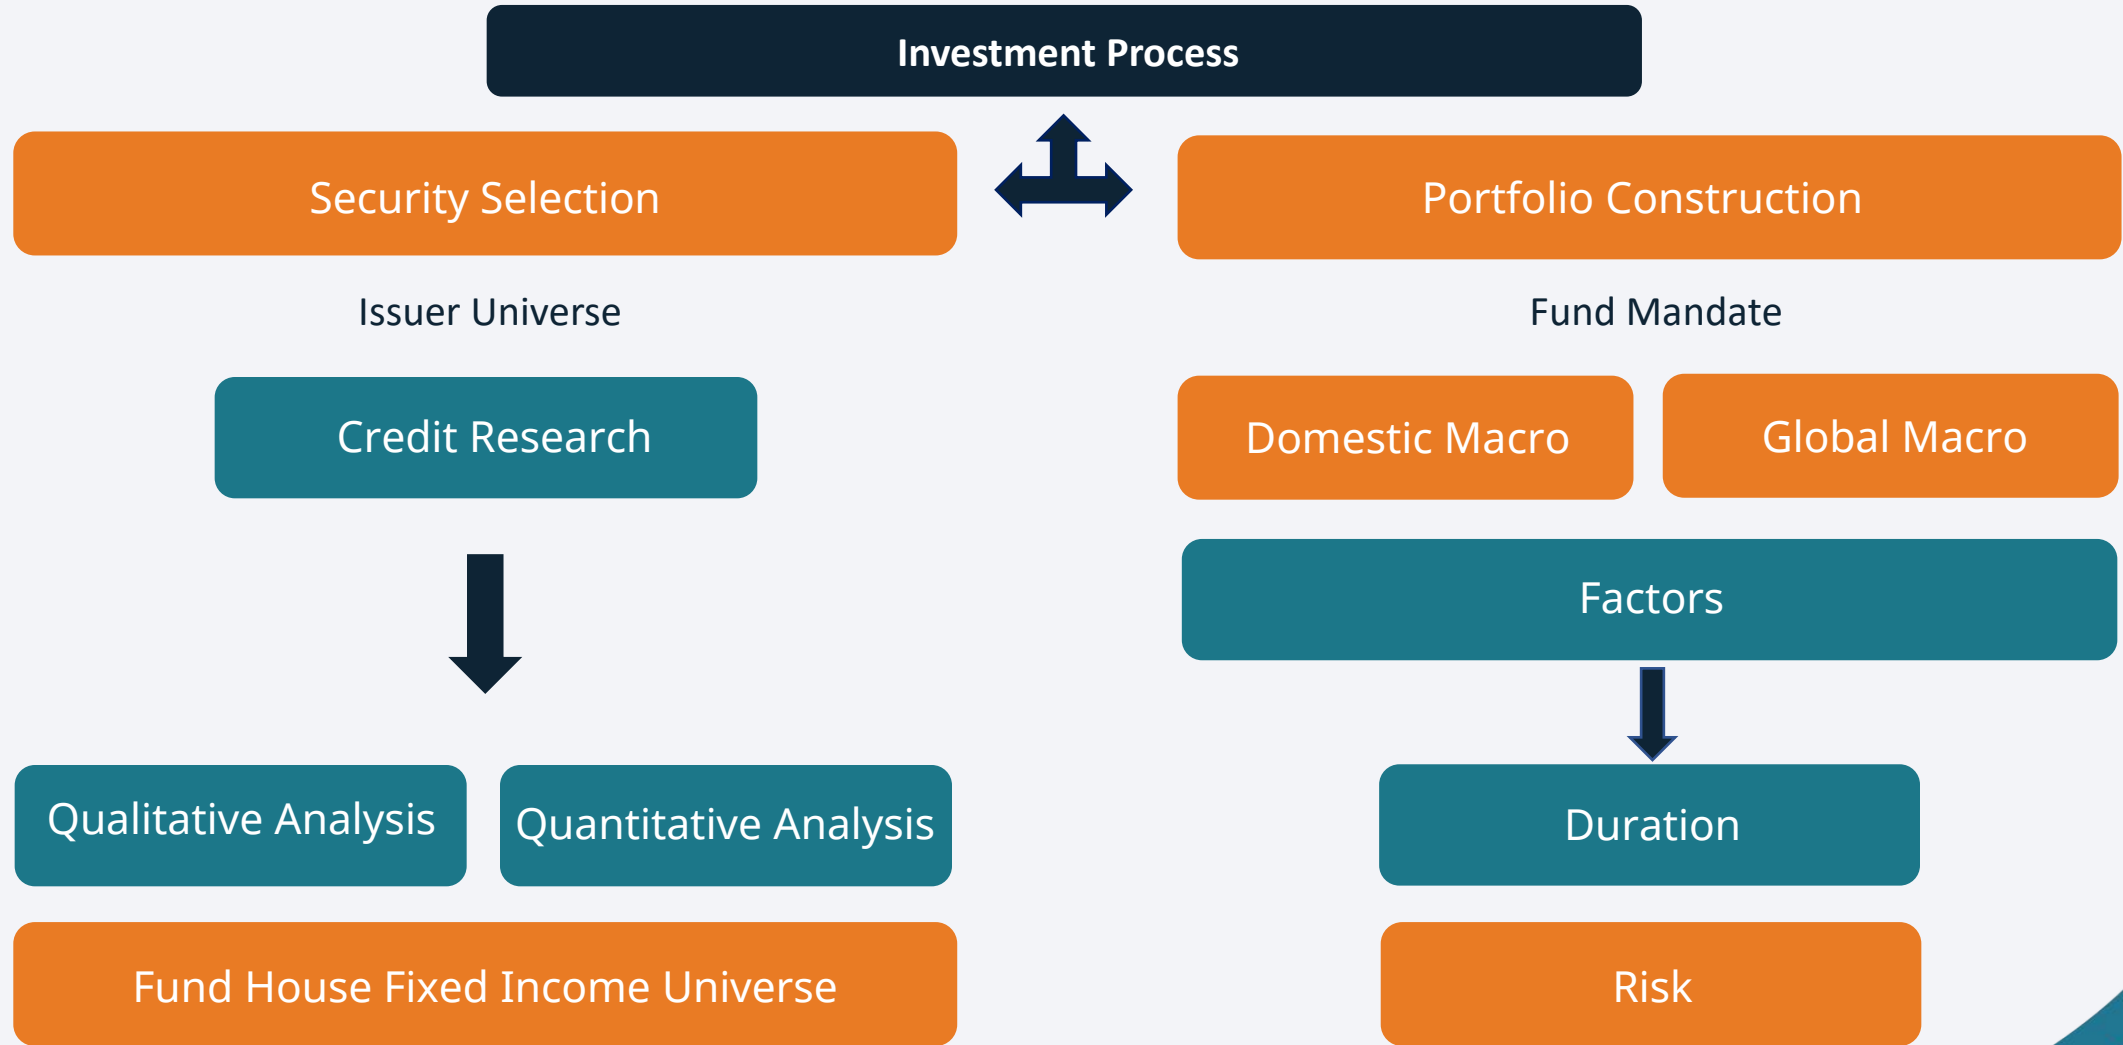 Investment Process
Security Selection
Portfolio Construction
Issuer Universe
Fund Mandate
Credit Research
Domestic Macro
Global Macro
Factors
Qualitative Analysis
Quantitative Analysis
Duration
Fund House Fixed Income Universe
Risk